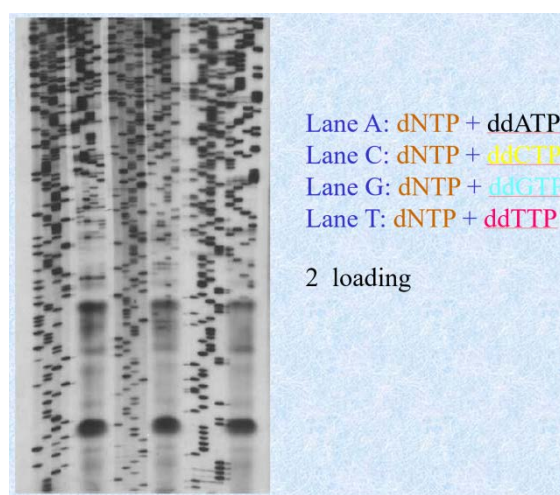 Lane A: dNTP + ddATP
Lane C: dNTP + ddCTP
Lane G: dNTP + ddGTP
Lane T: dNTP + ddTTP
2 loading